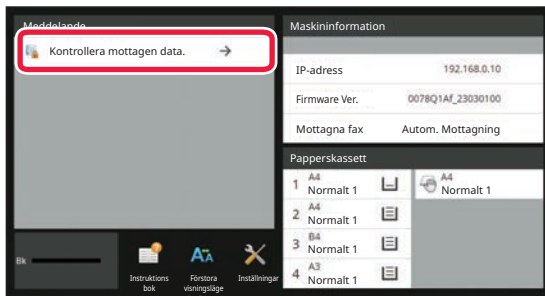 Meddelande
Kontrollera mottagen data.
Bk
Instruktions
bok
Förstora
visningsläge
Inställningar
Maskininformation
IP-adress 192.168.0.10
Firmware Ver. 0078Q1Af_23030100
Mottagna fax Autom. Mottagning
Papperskassett
1 A4
Normalt 1
A4
Normalt 1
2 A4
Normalt 1
3 B4
Normalt 1
4 A3
Normalt 1